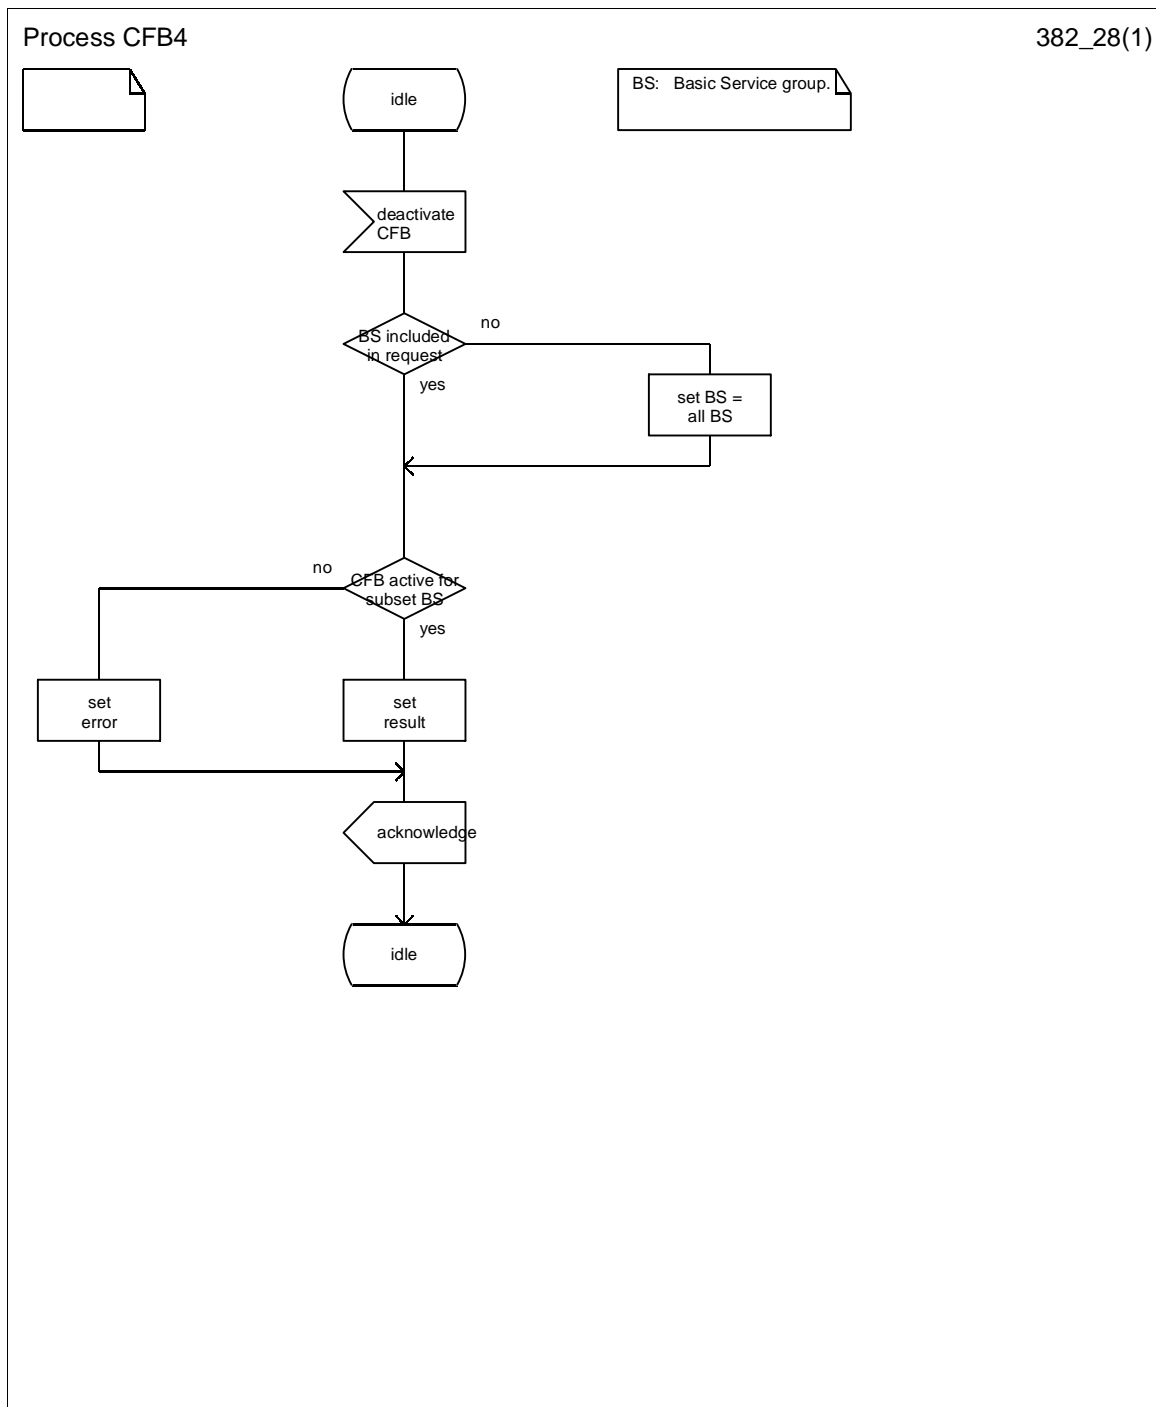 Process CFB4
382_28(1)
idle
BS: Basic Service group.
deactivate
CFB
no
BS included
in request
yes
set BS =
all BS
no
CFB active for
subset BS
yes
set
error
set
result
acknowledge
idle